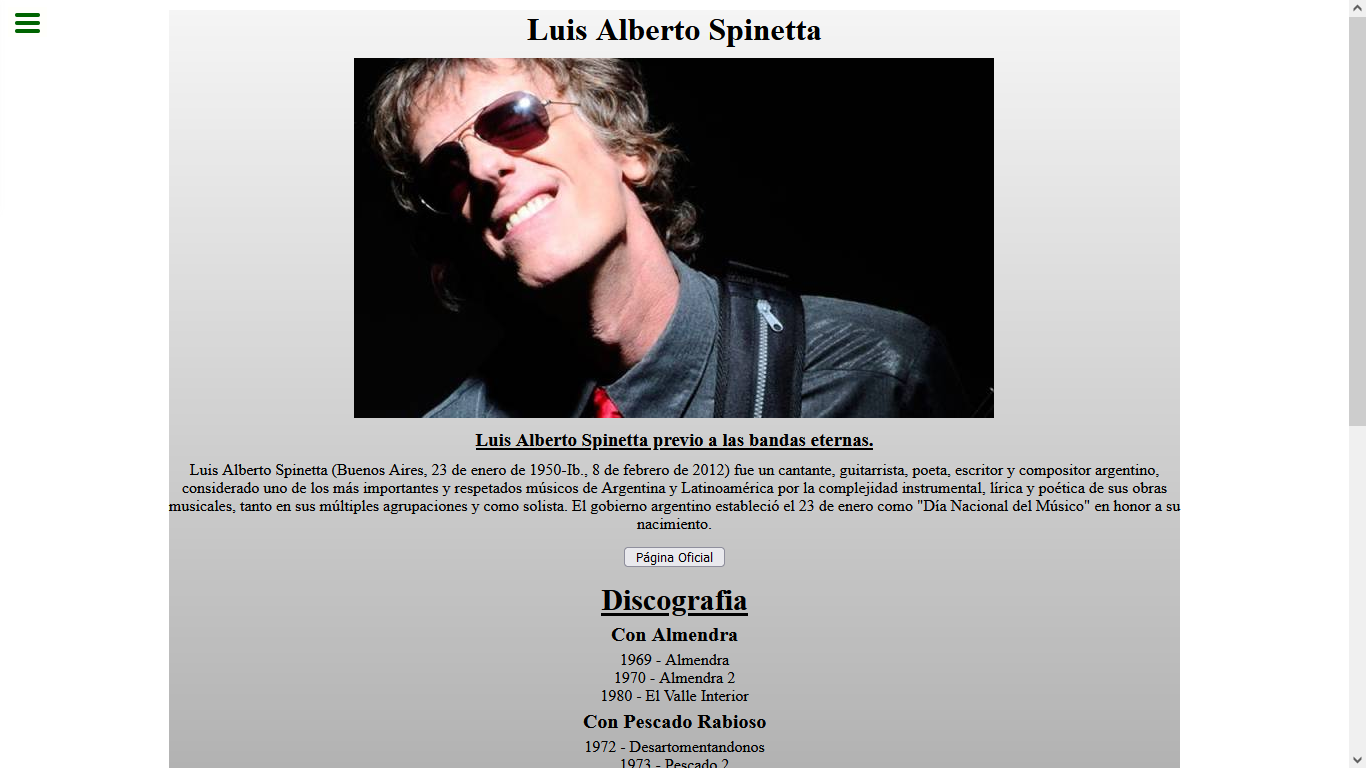 Luis Alberto Spinetta
Luis Alberto Spinetta previo a las bandas eternas.
Luis Alberto Spinetta (Buenos Aires, 23 de enero de 1950-Ib., 8 de febrero de 2012) fue un cantante, guitarrista, poeta, escritor y compositor argentino,
considerado uno de los más importantes y respetados músicos de Argentina y Latinoamérica por la complejidad instrumental, lírica y poética de sus obras
musicales, tanto en sus múltiples agrupaciones y como solista. El gobierno argentino estableció el 23 de enero como "Día Nacional del Músico" en honor a su
nacimiento.
Página Oficial
Discografia
Con Almendra
1969 - Almendra
1970 - Almendra 2
1980 - El Valle Interior
Con Pescado Rabioso
1972 - Desartomentandonos
1973 - Pescado 2